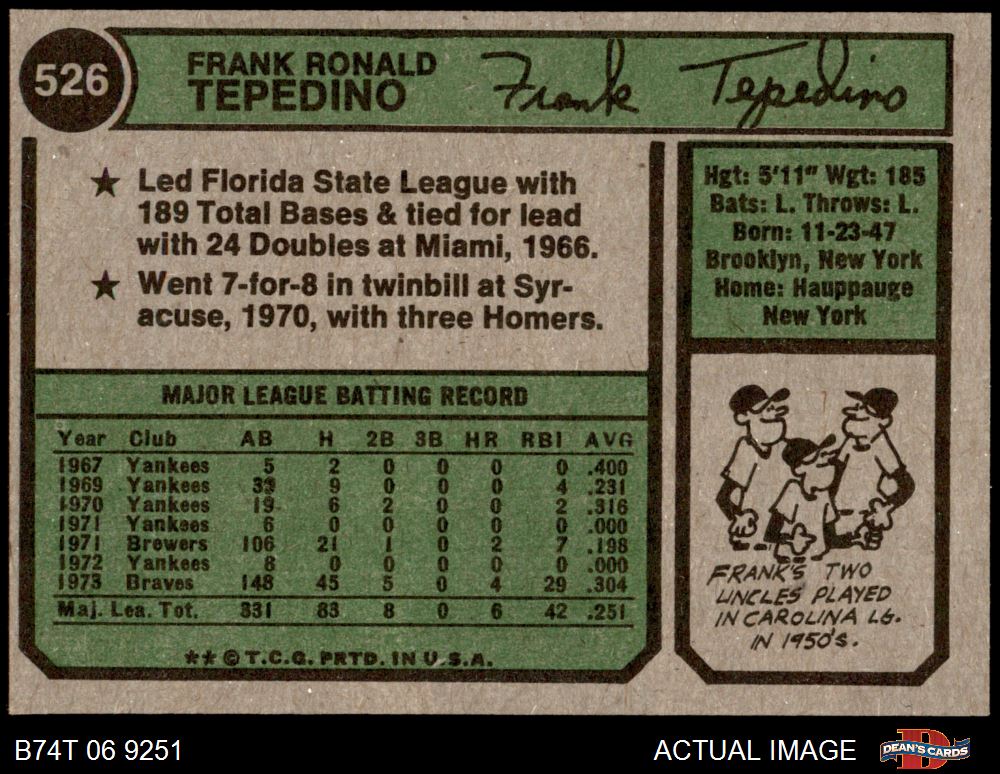 526
FRANK RONALD
TEPEDINO
Frank Tepedino
★ Led Florida State League with
189 Total Bases & tied for lead
with 24 Doubles at Miami, 1966.
★ Went 7-for-8 in twinbill at Syr-
acuse, 1970, with three Homers.
Hgt: 5'11" Wgt: 185
Bats: L. Throws: L.
Born: 11-23-47
Brooklyn, New York
Home: Hauppauge
New York
MAJOR LEAGUE BATTING RECORD
Year Club AB H 2B 3B HR RBI AVG
1967 Yankees 5 2 0 0 0 0 .400
1969 Yankees 39 9 0 0 0 4 .231
1970 Yankees 19 6 2 0 0 2 .316
1971 Yankees 6 0 0 0 0 0 .000
1971 Brewers 106 21 1 0 2 7 .198
1972 Yankees 8 0 0 0 0 0 .000
1973 Braves 148 45 5 0 4 29 .304
Maj. Lea. Tot. 331 83 8 0 6 42 .251
★★ © T.C.G. PRTD. IN U.S.A.
FRANK'S TWO
UNCLES PLAYED
IN CAROLINA LG.
IN 1950'S.
B74T 06 9251
ACTUAL IMAGE
DEAN'S CARDS